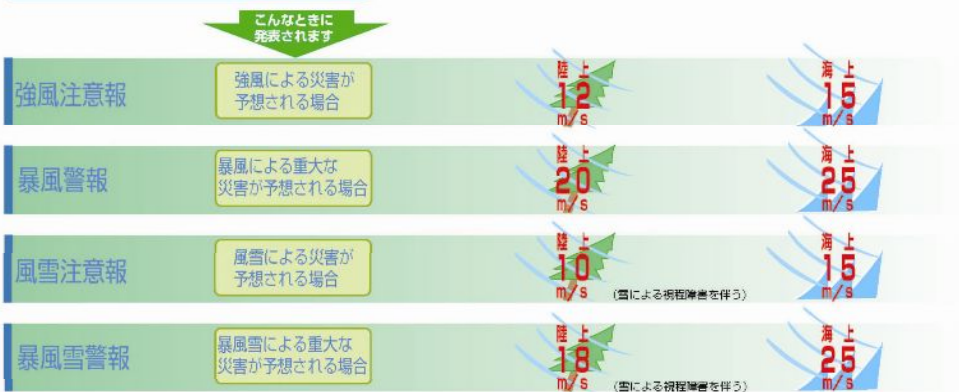 こんなときに
発表されます
強風注意報
強風による災害が
予想される場合
陸上
12
m/s
海上
15
m/s
暴風警報
暴風による重大な
災害が予想される場合
陸上
20
m/s
海上
25
m/s
風雪注意報
風雪による災害が
予想される場合
陸上
10
m/s
(雪による視程障害を伴う)
海上
15
m/s
暴風雪警報
暴風雪による重大な
災害が予想される場合
陸上
18
m/s
(雪による視程障害を伴う)
海上
25
m/s